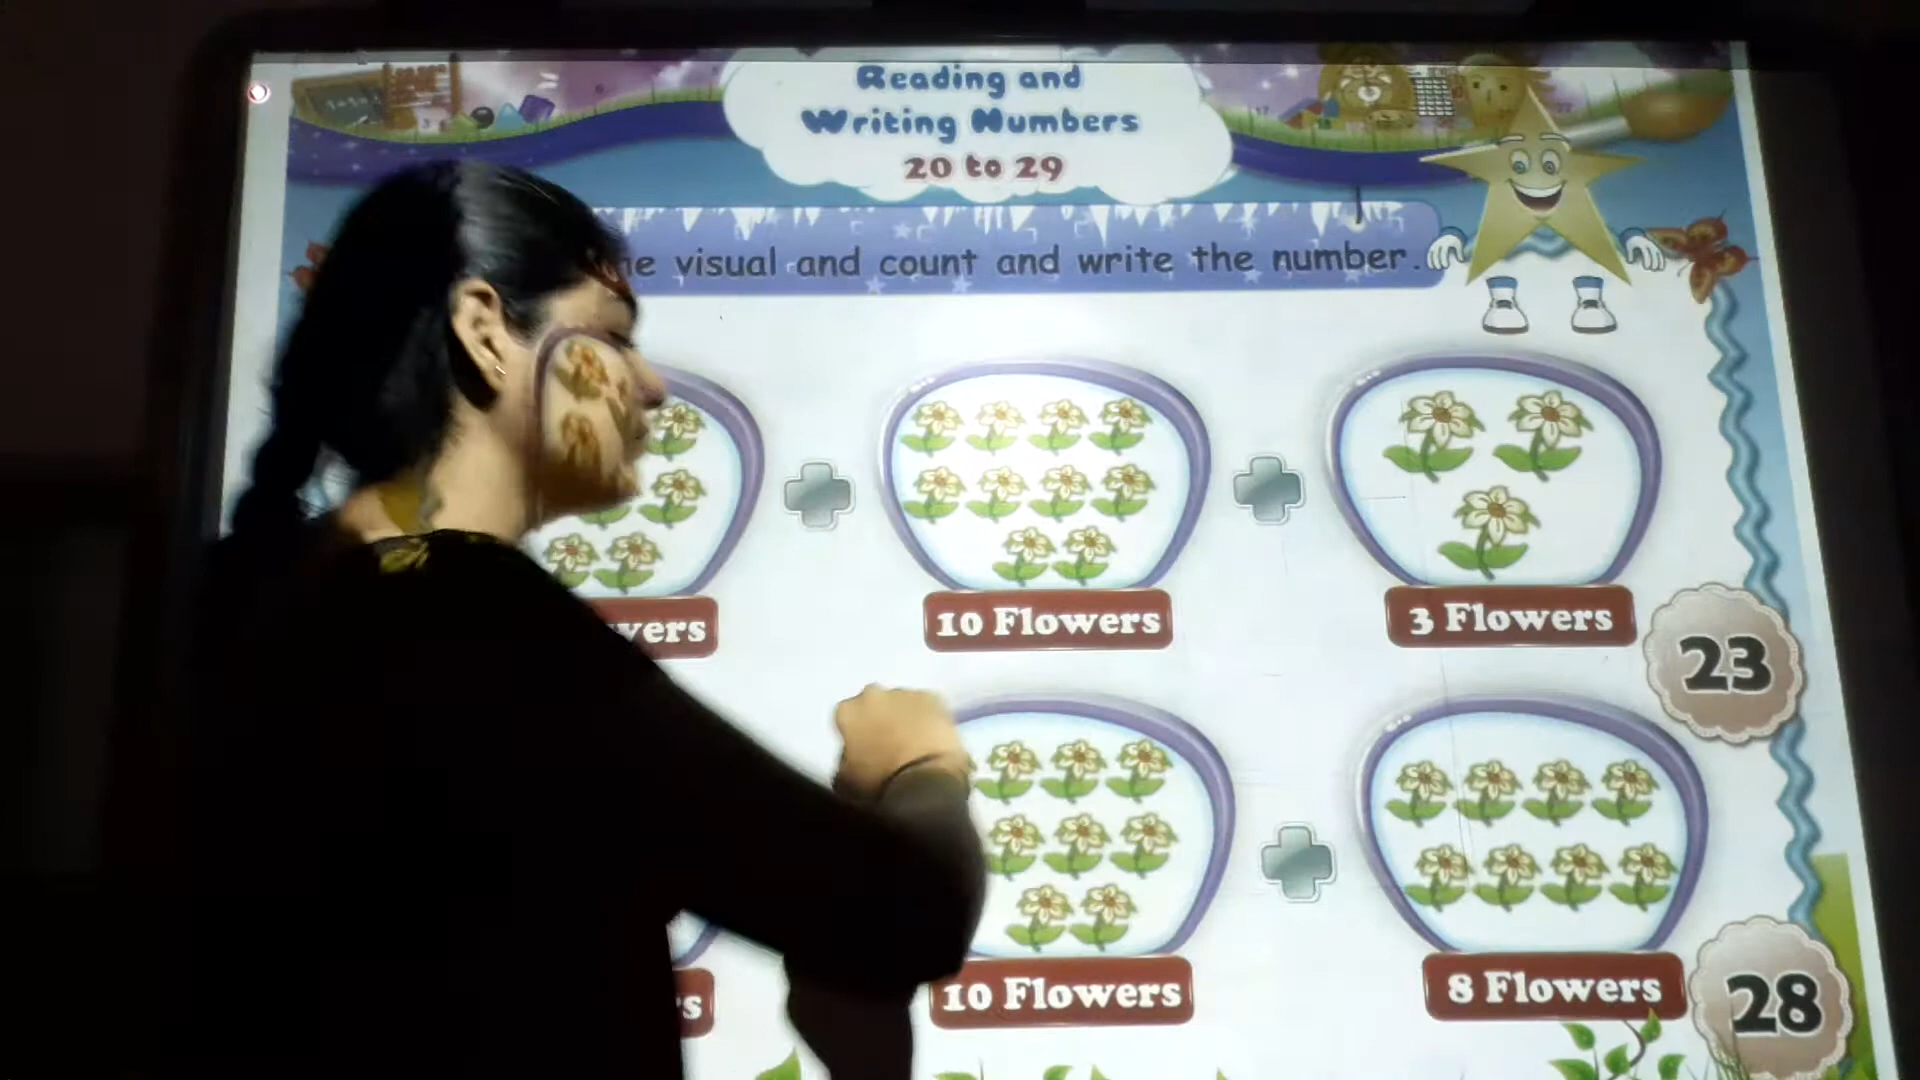 Reading and
Writing Numbers
20 to 29
visual and count and write the number.
10 Flowers
3 Flowers
23
10 Flowers
8 Flowers
28